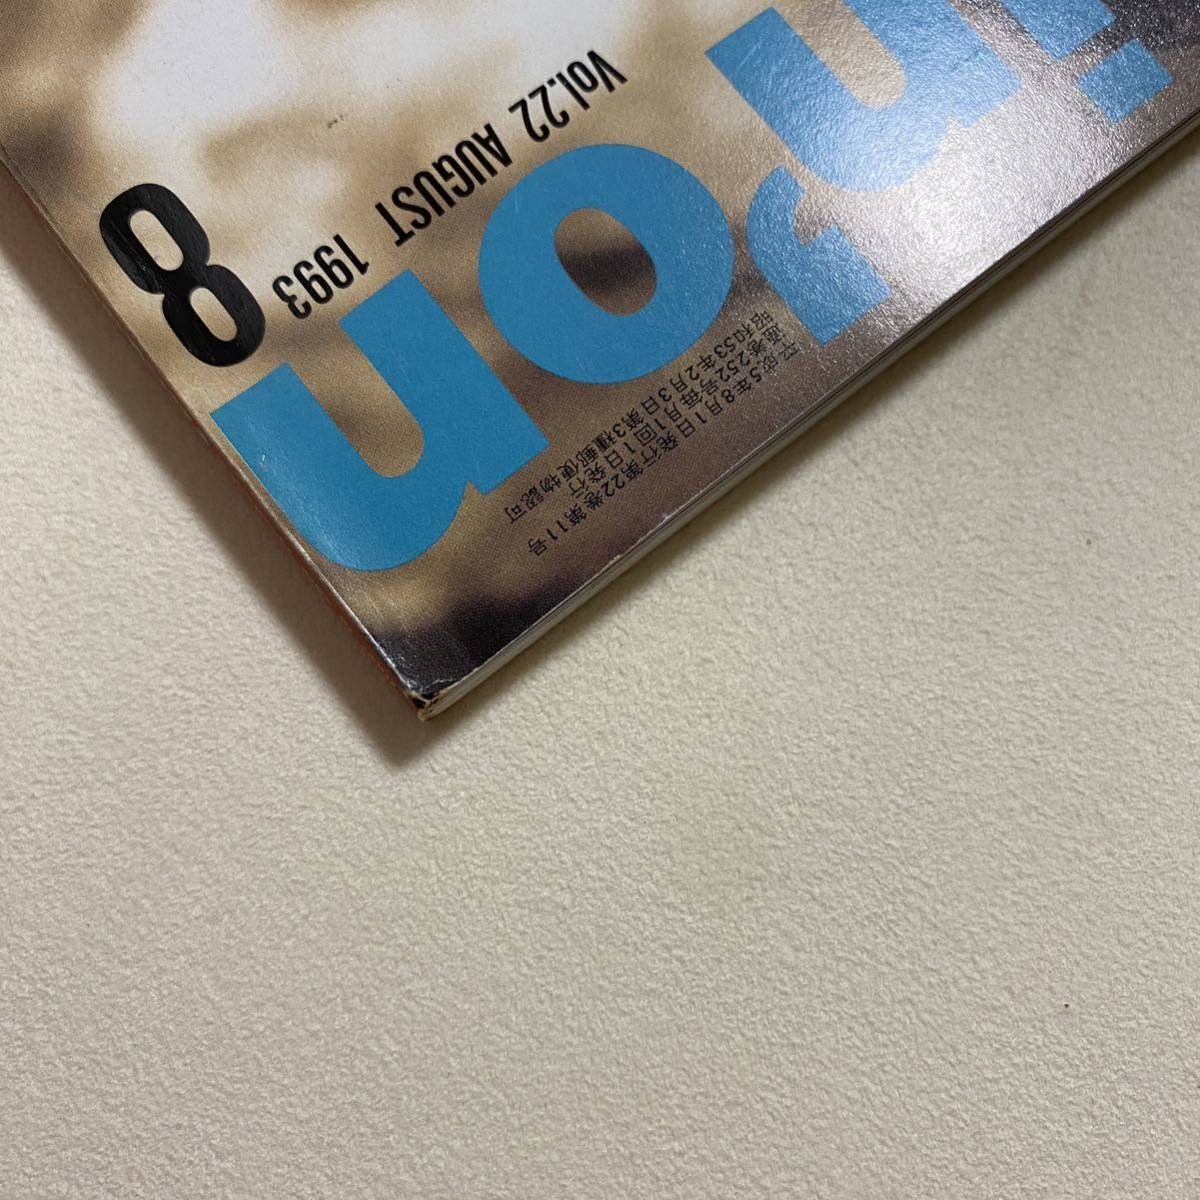 平成5年8月1日発行第22巻第11号
通巻252号毎月1回1日発行
昭和53年2月3日第3種郵便物認可
in'on
Vol.22 AUGUST 1993
8